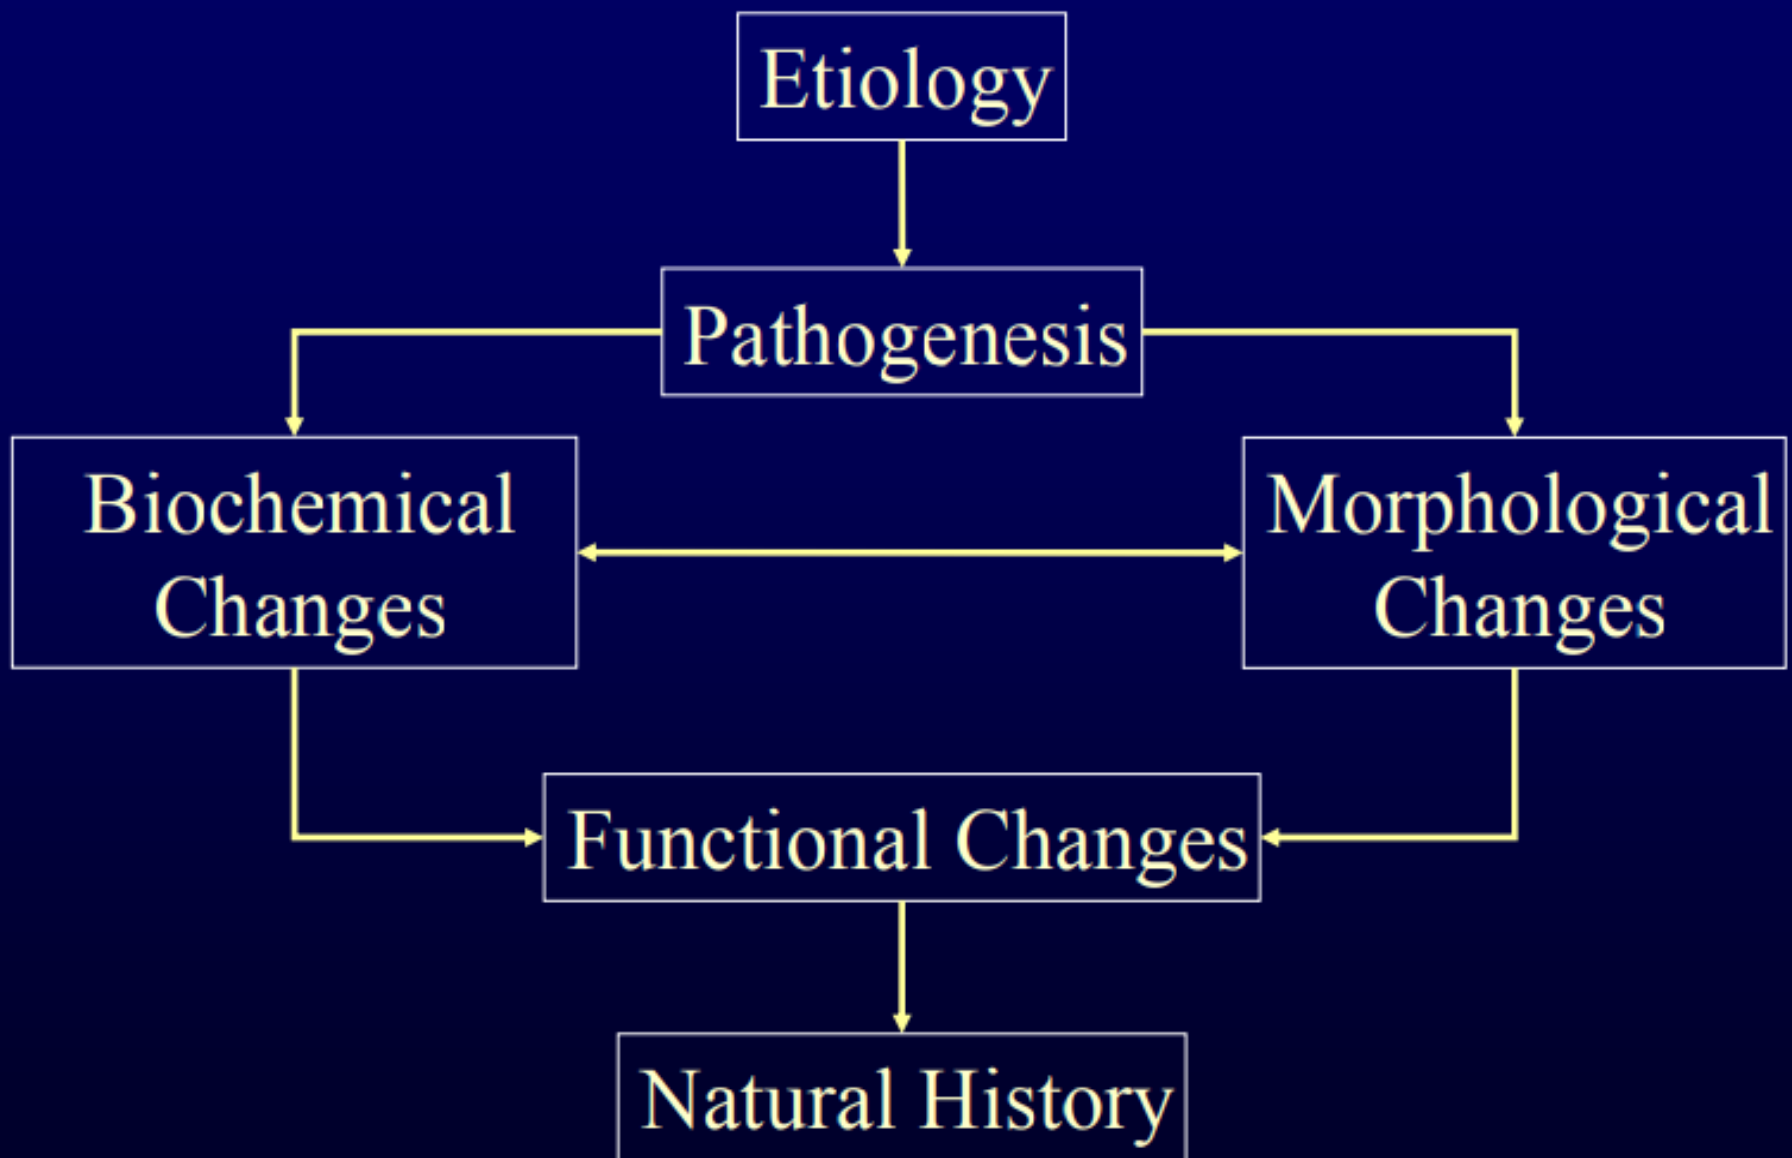 Etiology
Pathogenesis
Biochemical
Changes
Morphological
Changes
Functional Changes
Natural History